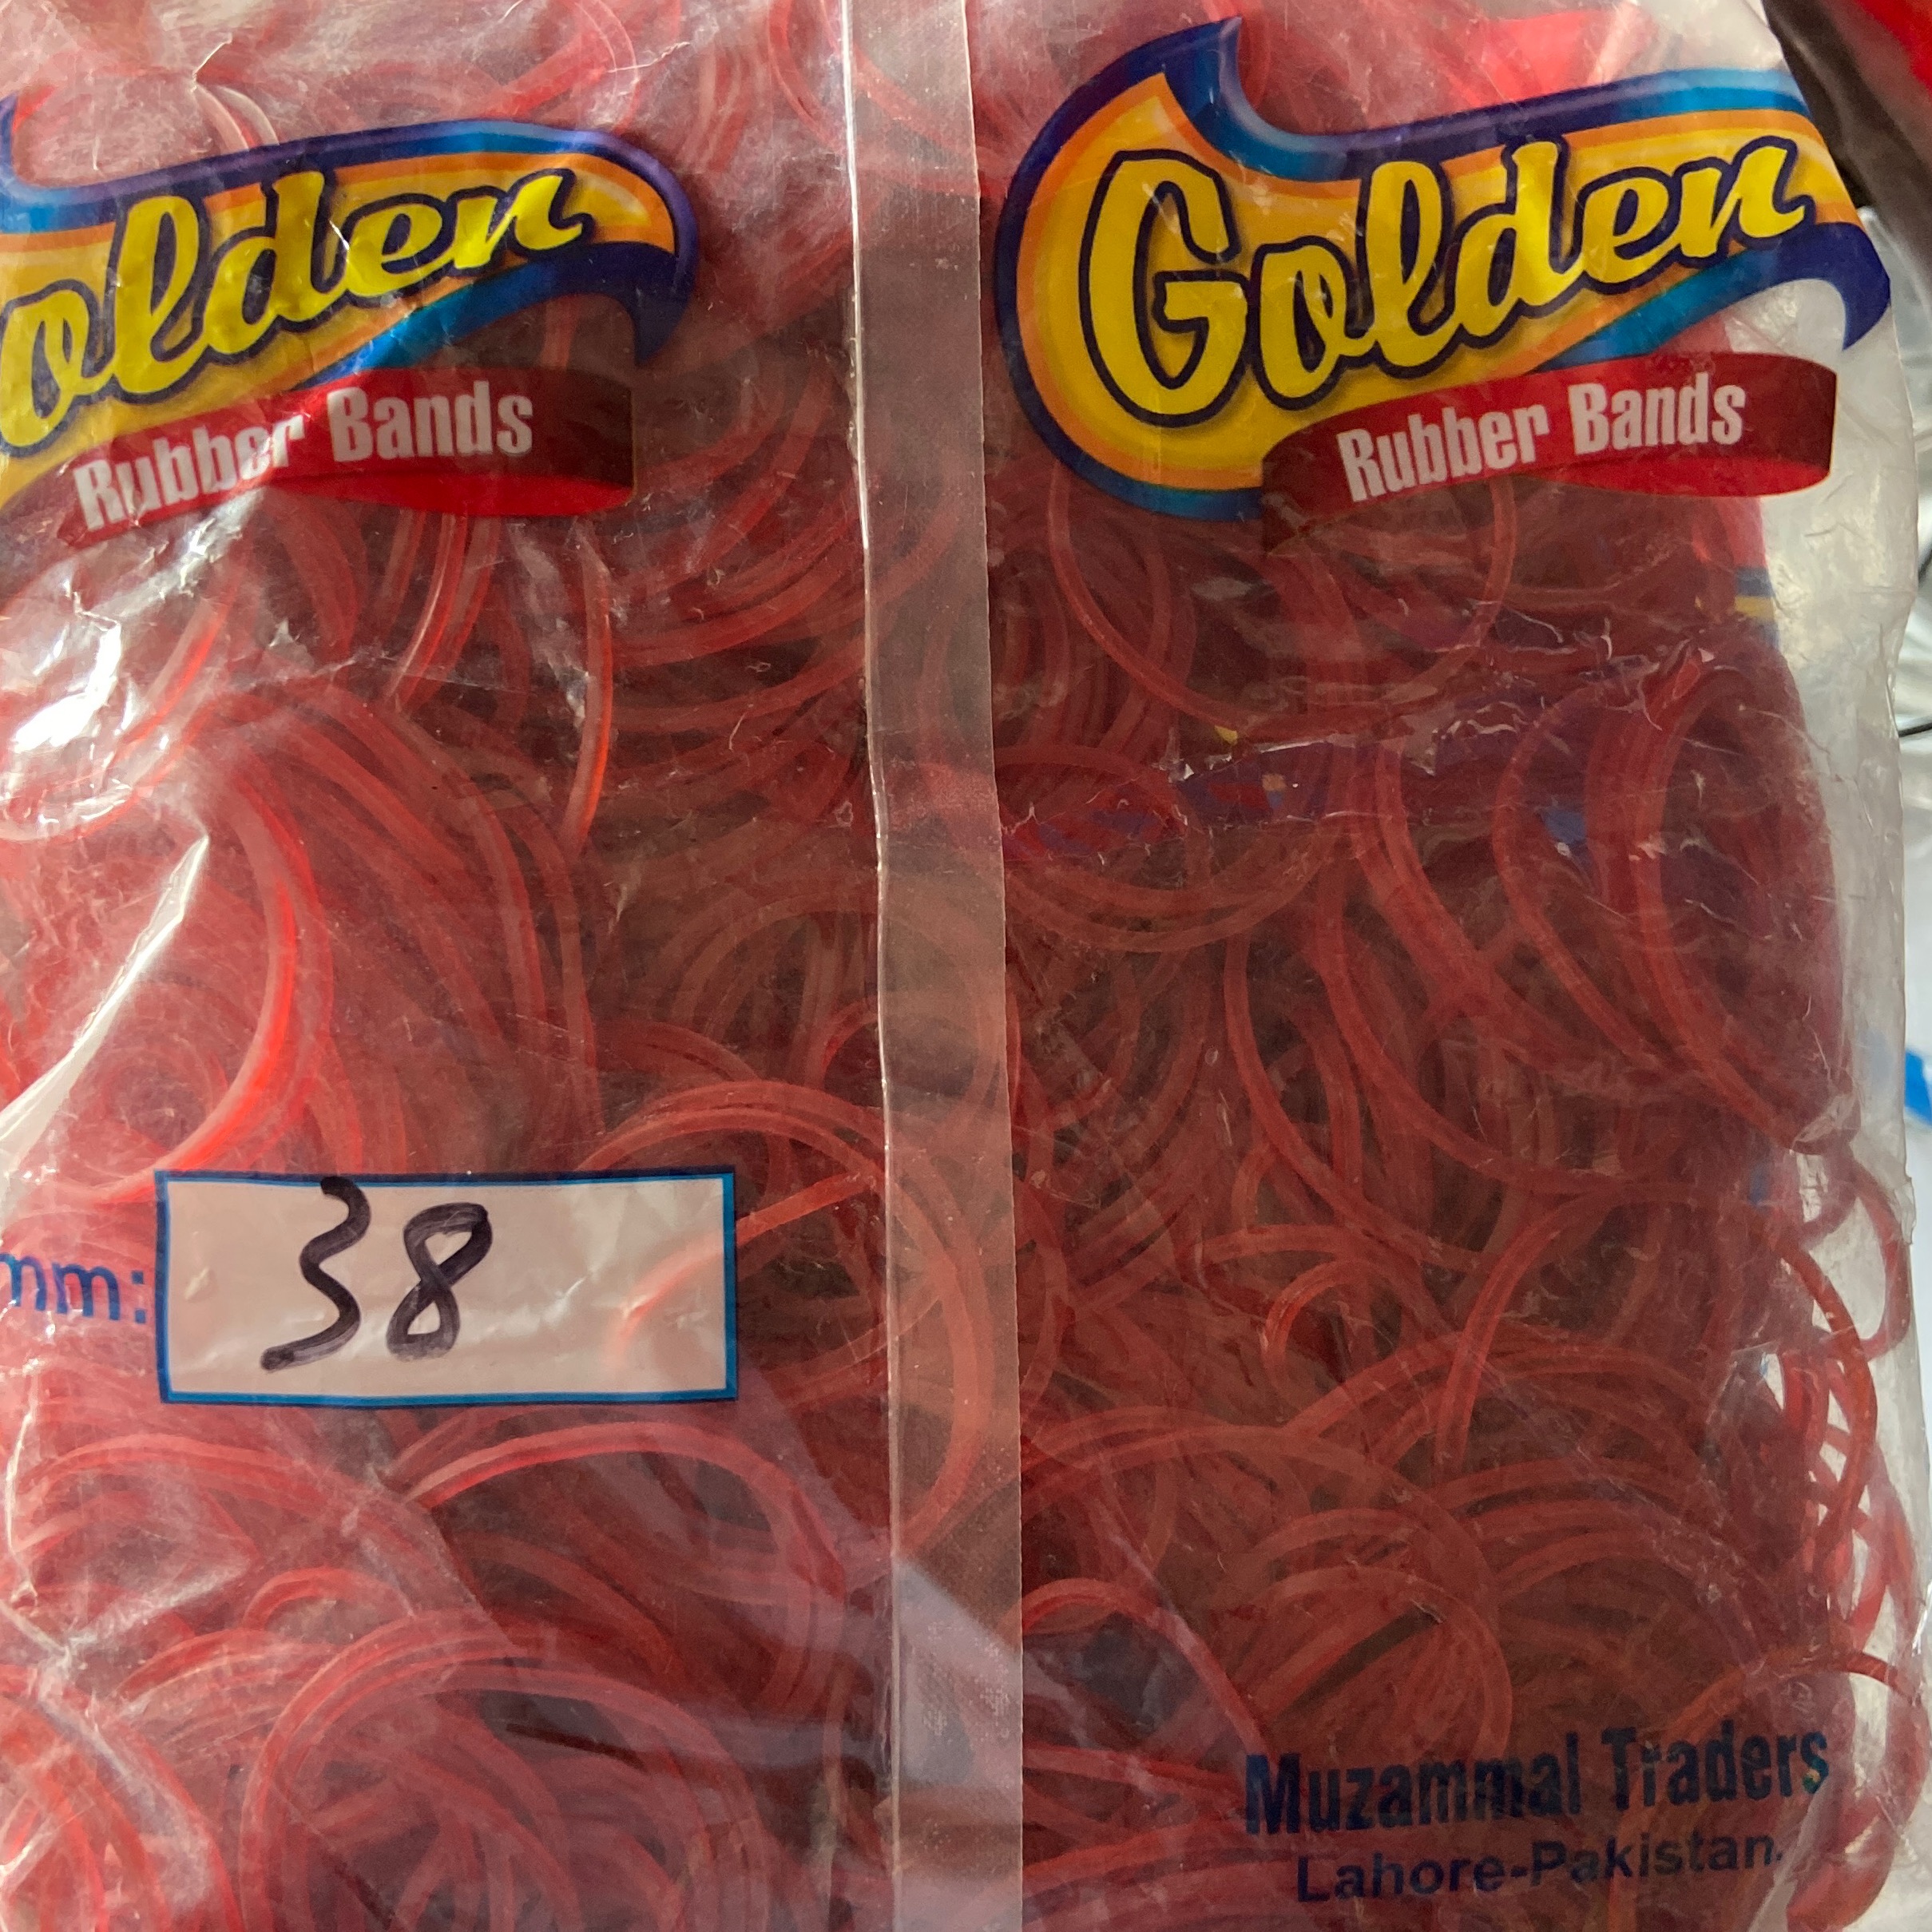 olden
Rubber Bands
Golden
Rubber Bands
mm: 38
Muzammal Traders
Lahore-Pakistan.